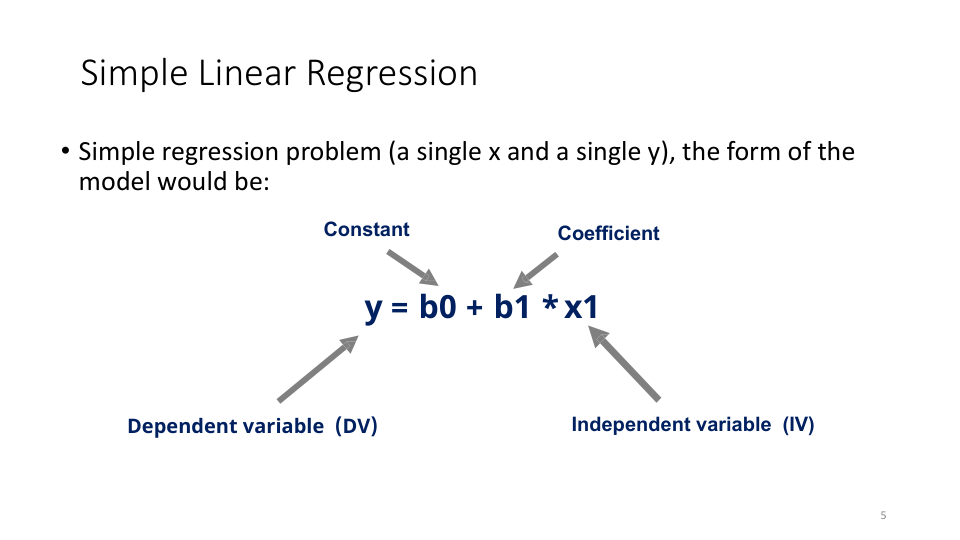 Simple Linear Regression
• Simple regression problem (a single x and a single y), the form of the
model would be:
Constant
Coefficient
y = b0 + b1 * x1
Dependent variable (DV)
Independent variable (IV)
5